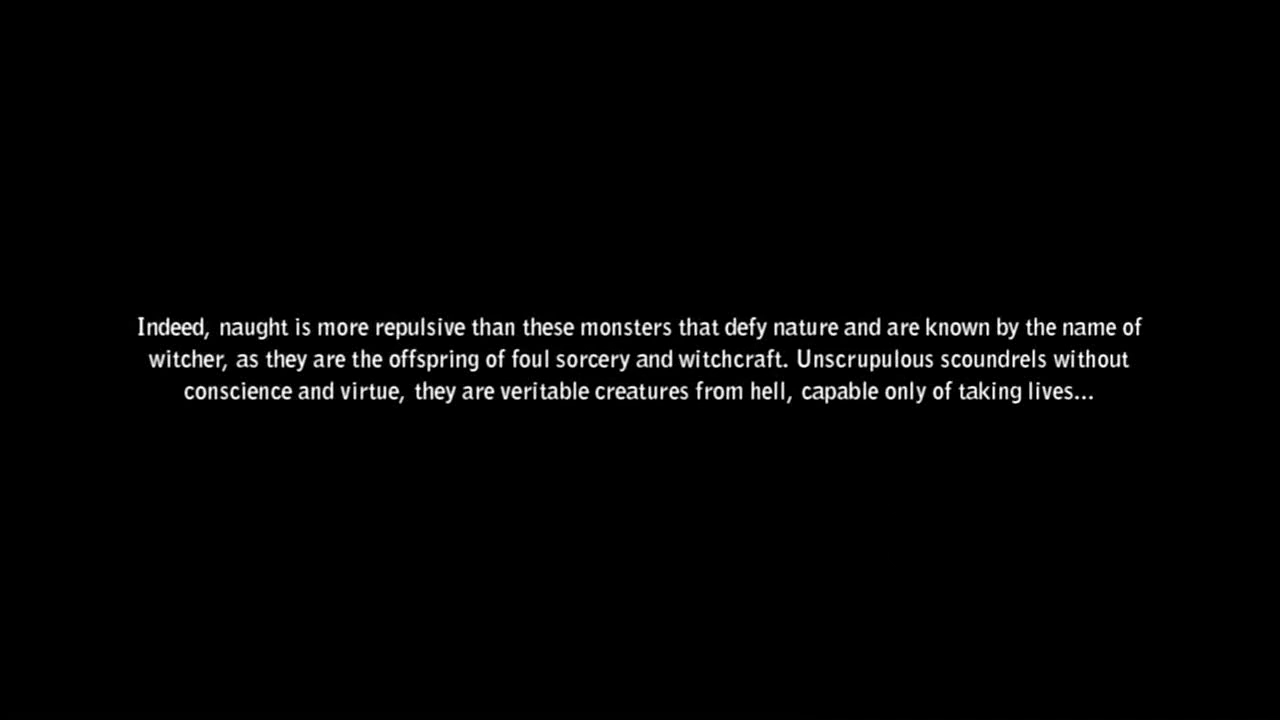 Indeed, naught is more repulsive than these monsters that defy nature and are known by the name of
witcher, as they are the offspring of foul sorcery and witchcraft. Unscrupulous scoundrels without
conscience and virtue, they are veritable creatures from hell, capable only of taking lives...